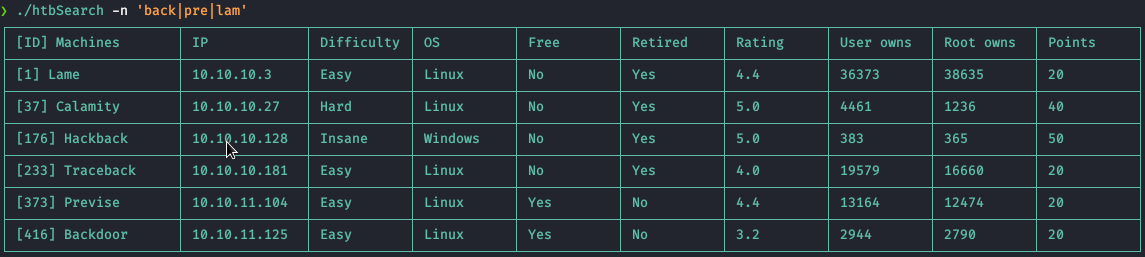 ❯ ./htbSearch -n 'back|pre|lam'
[ID] Machines IP Difficulty OS Free Retired Rating User owns Root owns Points
[1] Lame 10.10.10.3 Easy Linux No Yes 4.4 36373 38635 20
[37] Calamity 10.10.10.27 Hard Linux No Yes 5.0 4461 1236 40
[176] Hackback 10.10.10.128 Insane Windows No Yes 5.0 383 365 50
[233] Traceback 10.10.10.181 Easy Linux No Yes 4.0 19579 16660 20
[373] Previse 10.10.11.104 Easy Linux Yes No 4.4 13164 12474 20
[416] Backdoor 10.10.11.125 Easy Linux Yes No 3.2 2944 2790 20